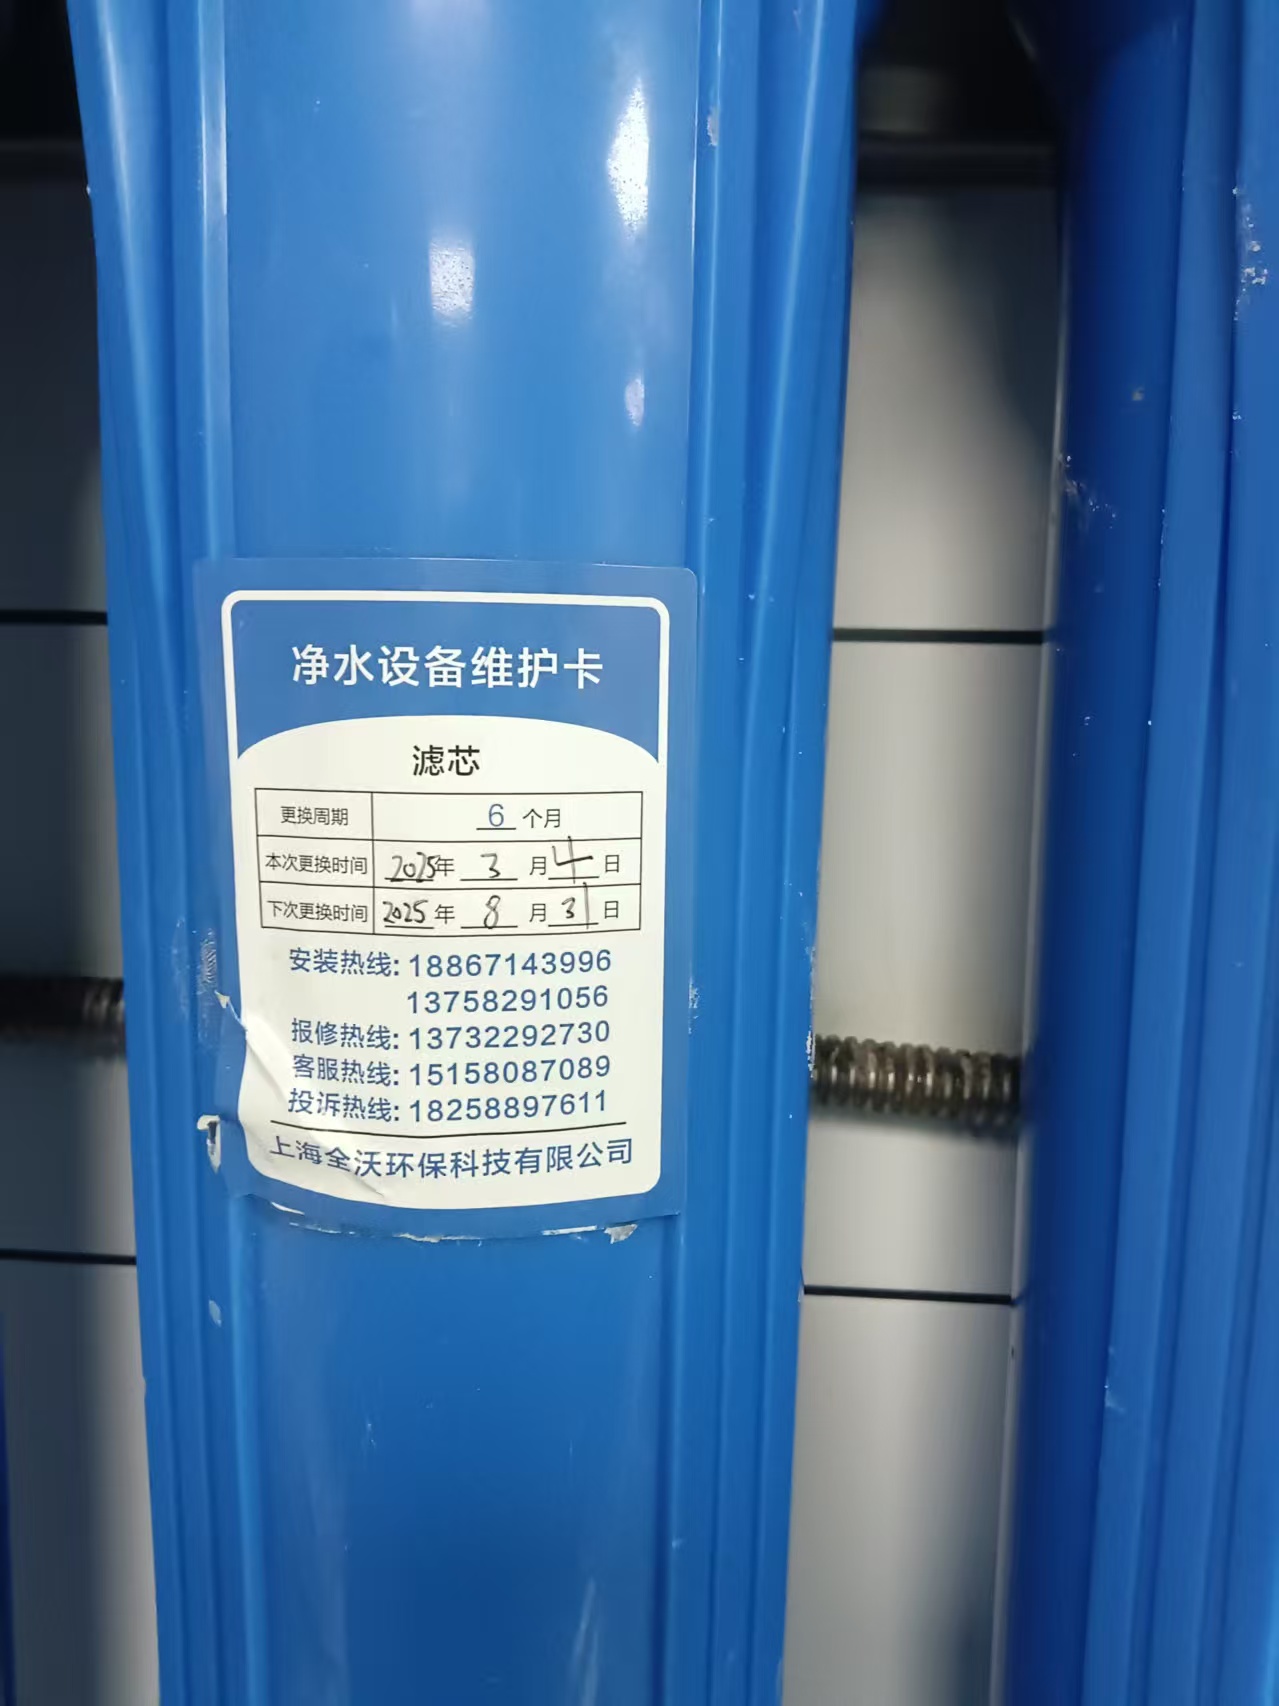 净水设备维护卡
滤芯
更换周期 6 个月
本次更换时间 2025年 3 月 4 日
下次更换时间 2025年 8 月 31 日
安装热线: 18867143996
13758291056
报修热线: 13732292730
客服热线: 15158087089
投诉热线: 18258897611
上海全沃环保科技有限公司